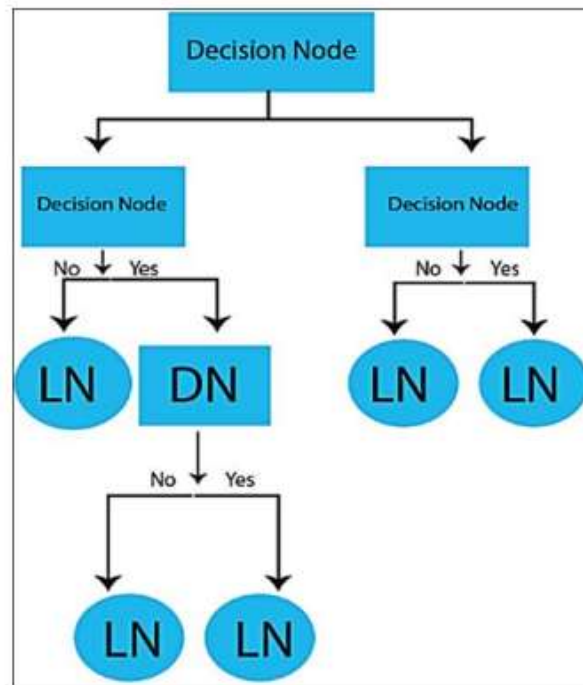 Decision Node
Decision Node
Decision Node
No Yes
No Yes
LN
DN
LN
LN
No Yes
LN
LN